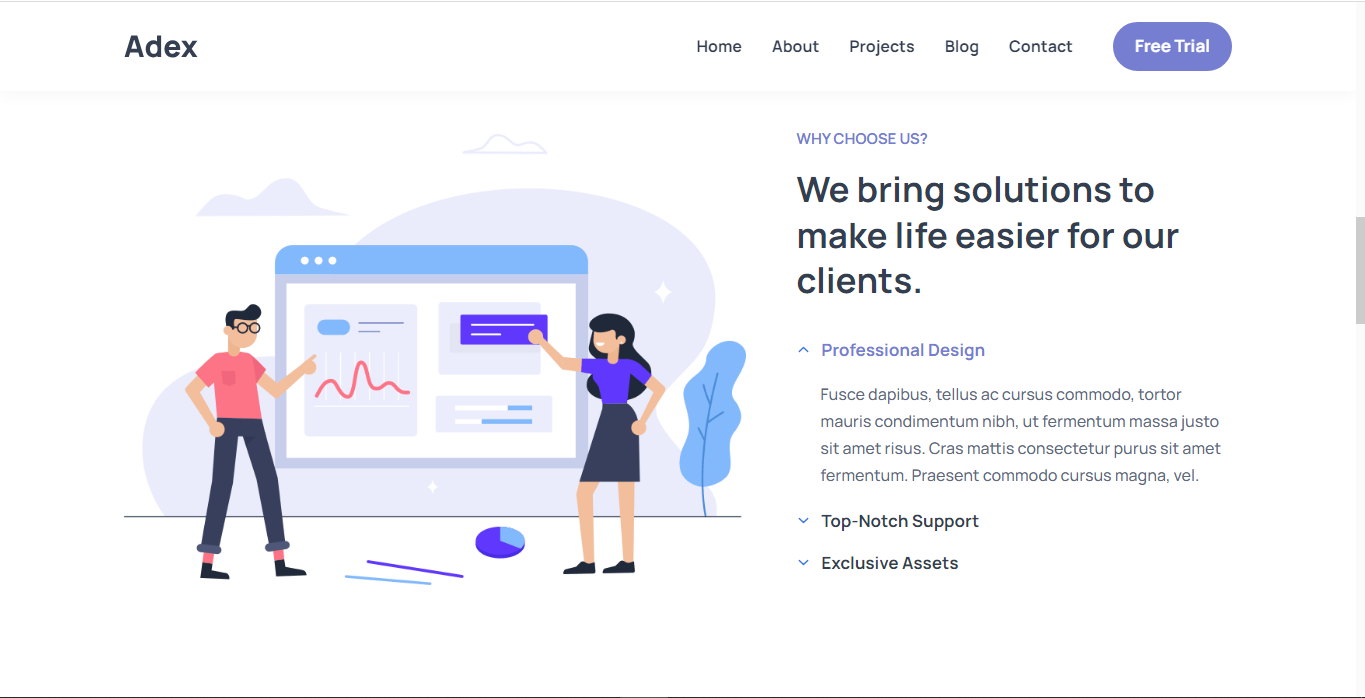 Adex
Home About Projects Blog Contact Free Trial
WHY CHOOSE US?
We bring solutions to
make life easier for our
clients.
Professional Design
Fusce dapibus, tellus ac cursus commodo, tortor
mauris condimentum nibh, ut fermentum massa justo
sit amet risus. Cras mattis consectetur purus sit amet
fermentum. Praesent commodo cursus magna, vel.
Top-Notch Support
Exclusive Assets